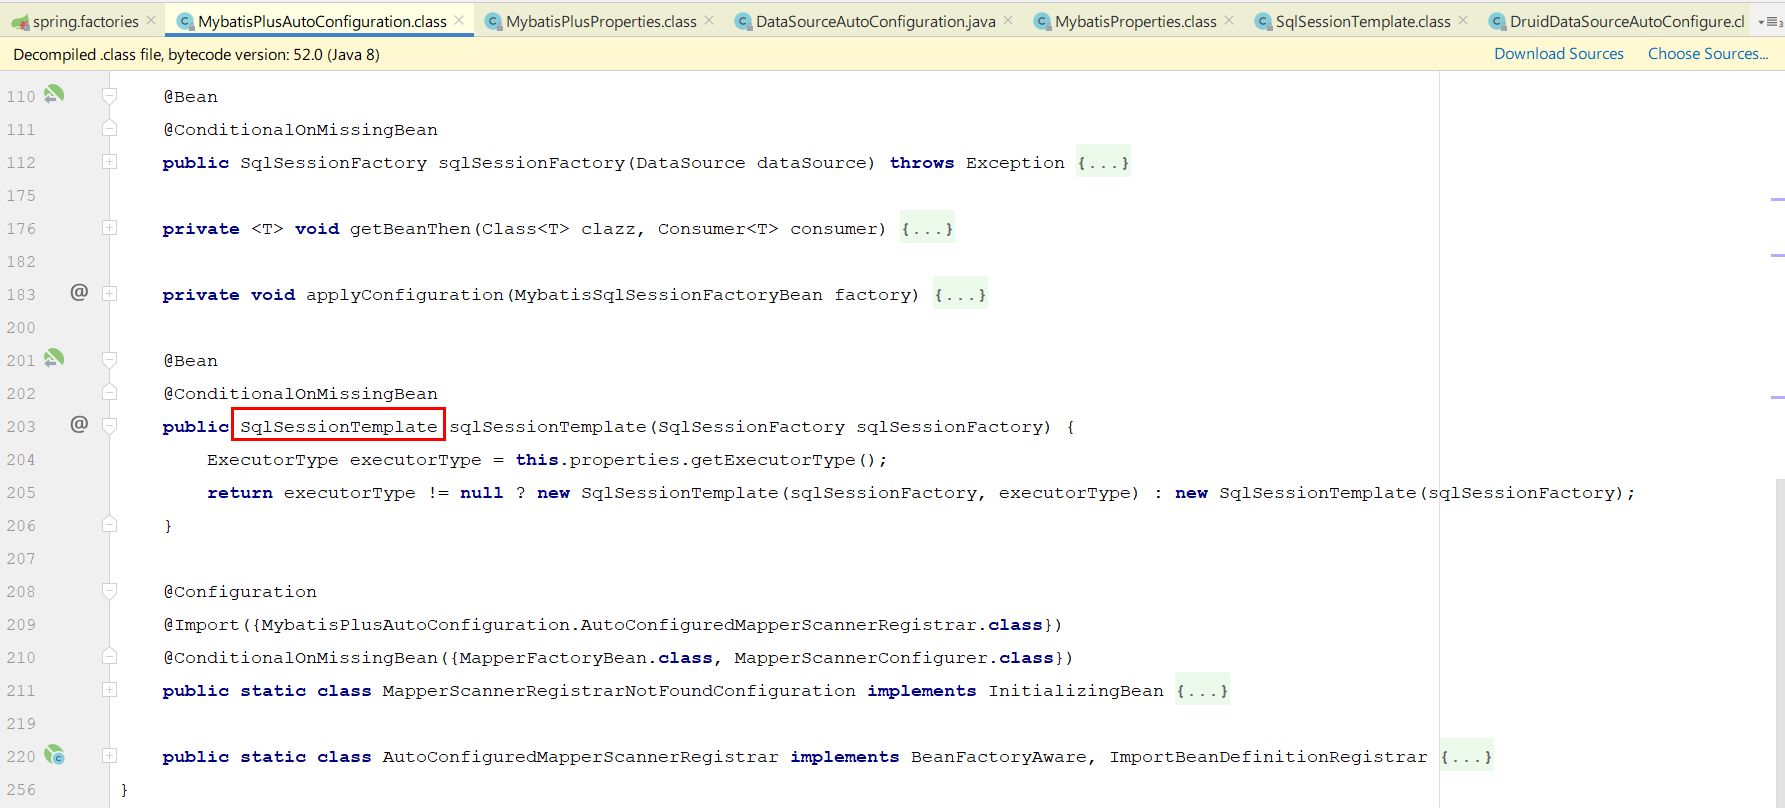 spring.factories MybatisPlusAutoConfiguration.class MybatisPlusProperties.class DataSourceAutoConfiguration.java MybatisProperties.class SqlSessionTemplate.class DruidDataSourceAutoConfigure.cl
Decompiled .class file, bytecode version: 52.0 (Java 8) Download Sources Choose Sources...
110 @Bean
111 @ConditionalOnMissingBean
112 public SqlSessionFactory sqlSessionFactory(DataSource dataSource) throws Exception {...}
175
176 private <T> void getBeanThen(Class<T> clazz, Consumer<T> consumer) {...}
182
183 @ private void applyConfiguration(MybatisSqlSessionFactoryBean factory) {...}
200
201 @Bean
202 @ConditionalOnMissingBean
203 @ public SqlSessionTemplate sqlSessionTemplate(SqlSessionFactory sqlSessionFactory) {
204 ExecutorType executorType = this.properties.getExecutorType();
205 return executorType != null ? new SqlSessionTemplate(sqlSessionFactory, executorType) : new SqlSessionTemplate(sqlSessionFactory);
206 }
207
208 @Configuration
209 @Import({MybatisPlusAutoConfiguration.AutoConfiguredMapperScannerRegistrar.class})
210 @ConditionalOnMissingBean({MapperFactoryBean.class, MapperScannerConfigurer.class})
211 public static class MapperScannerRegistrarNotFoundConfiguration implements InitializingBean {...}
219
220 public static class AutoConfiguredMapperScannerRegistrar implements BeanFactoryAware, ImportBeanDefinitionRegistrar {...}
256 }